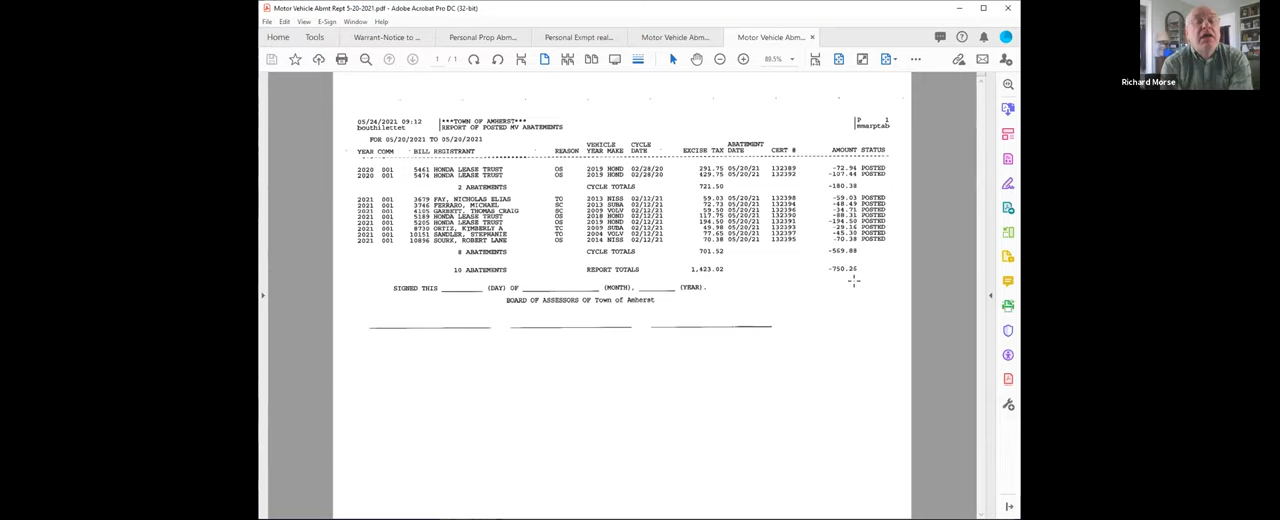 Motor Vehicle Abmt Rept 5-20-2021.pdf - Adobe Acrobat Pro DC (32-bit)
File Edit View E-Sign Window Help
Home Tools Warrant-Notice to ... Personal Prop Abm... Personal Exmpt real... Motor Vehicle Abm... Motor Vehicle Abm... ×
1 / 1 89.5%
Richard Morse
05/24/2021 09:12 ***TOWN OF AMHERST*** P 1
bouthilettet REPORT OF POSTED MV ABATEMENTS mmarptab
FOR 05/20/2021 TO 05/20/2021
VEHICLE CYCLE ABATEMENT
YEAR COMM BILL REGISTRANT REASON YEAR MAKE DATE EXCISE TAX DATE CERT # AMOUNT STATUS
2020 001 5461 HONDA LEASE TRUST OS 2019 HOND 02/28/20 291.75 05/20/21 132389 -72.94 POSTED
2020 001 5474 HONDA LEASE TRUST OS 2019 HOND 02/28/20 429.75 05/20/21 132392 -107.44 POSTED
2 ABATEMENTS CYCLE TOTALS 721.50 -180.38
2021 001 3679 FAY, NICHOLAS ELIAS TO 2013 NISS 02/12/21 59.03 05/20/21 132398 -59.03 POSTED
2021 001 3746 FERRARO, MICHAEL SC 2013 SUBA 02/12/21 72.73 05/20/21 132394 -48.49 POSTED
2021 001 4105 GARRETT, THOMAS CRAIG SC 2009 VOLV 02/12/21 59.50 05/20/21 132396 -34.71 POSTED
2021 001 5189 HONDA LEASE TRUST OS 2018 HOND 02/12/21 117.75 05/20/21 132390 -88.31 POSTED
2021 001 5205 HONDA LEASE TRUST OS 2019 HOND 02/12/21 194.50 05/20/21 132391 -194.50 POSTED
2021 001 8730 ORTIZ, KIMBERLY A TC 2009 SUBA 02/12/21 49.98 05/20/21 132393 -29.16 POSTED
2021 001 10151 SANDLER, STEPHANIE TO 2004 VOLV 02/12/21 77.65 05/20/21 132397 -45.30 POSTED
2021 001 10896 SOURK, ROBERT LANE OS 2014 NISS 02/12/21 70.38 05/20/21 132395 -70.38 POSTED
8 ABATEMENTS CYCLE TOTALS 701.52 -569.88
10 ABATEMENTS REPORT TOTALS 1,423.02 -750.26
SIGNED THIS ________ (DAY) OF ______________ (MONTH), _______ (YEAR).
BOARD OF ASSESSORS OF Town of Amherst